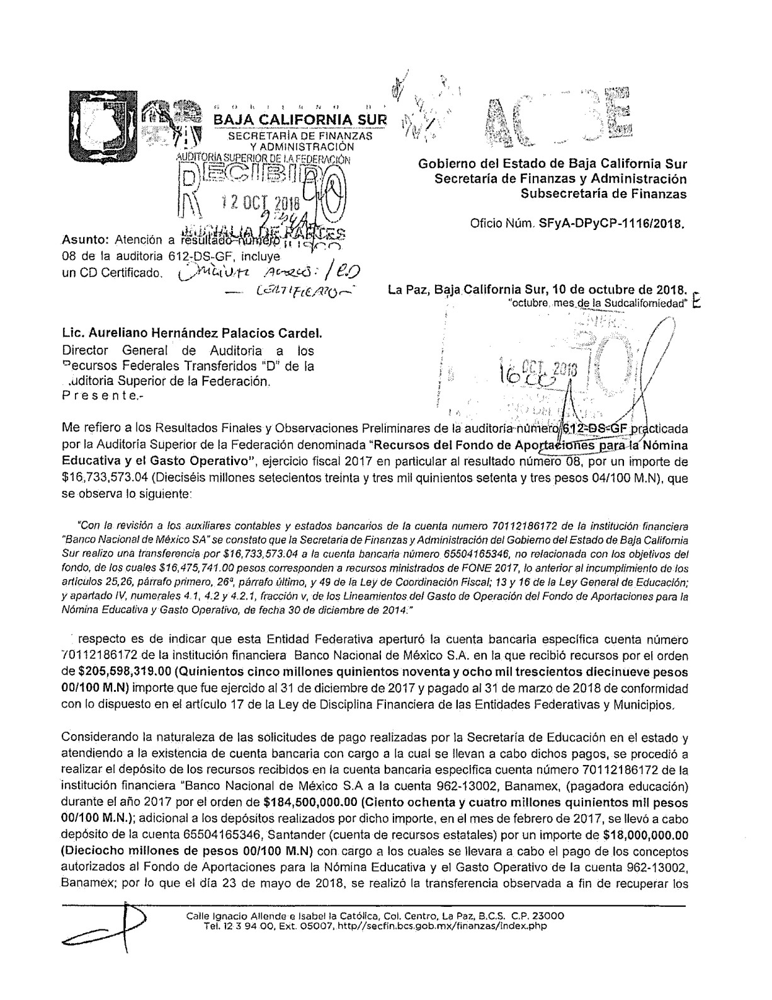 GOBIERNO D
BAJA CALIFORNIA SUR
SECRETARÍA DE FINANZAS
Y ADMINISTRACIÓN
AUDITORIA SUPERIOR DE LA FEDERACIÓN
RECIBIDO
12 OCT 2018
OFICIALIA DE PARTES
Gobierno del Estado de Baja California Sur
Secretaría de Finanzas y Administración
Subsecretaría de Finanzas
Oficio Núm. SFyA-DPyCP-1116/2018.
Asunto: Atención a resultado número
08 de la auditoria 612-DS-GF, incluye
un CD Certificado.
La Paz, Baja California Sur, 10 de octubre de 2018.
"octubre, mes de la Sudcaliforniedad"
16 OCT. 2018
Lic. Aureliano Hernández Palacios Cardel.
Director General de Auditoria a los
Recursos Federales Transferidos "D" de la
.uditoria Superior de la Federación.
P r e s e n t e.-
Me refiero a los Resultados Finales y Observaciones Preliminares de la auditoria número 612-DS-GF practicada
por la Auditoría Superior de la Federación denominada "Recursos del Fondo de Aportaciones para la Nómina
Educativa y el Gasto Operativo", ejercicio fiscal 2017 en particular al resultado número 08, por un importe de
$16,733,573.04 (Dieciséis millones setecientos treinta y tres mil quinientos setenta y tres pesos 04/100 M.N), que
se observa lo siguiente:
"Con la revisión a los auxiliares contables y estados bancarios de la cuenta numero 70112186172 de la institución financiera
"Banco Nacional de México SA" se constato que la Secretaria de Finanzas y Administración del Gobierno del Estado de Baja California
Sur realizo una transferencia por $16,733,573.04 a la cuenta bancaria número 65504165346, no relacionada con los objetivos del
fondo, de los cuales $16,475,741.00 pesos corresponden a recursos ministrados de FONE 2017, lo anterior al incumplimiento de los
articulos 25,26, párrafo primero, 26ª, párrafo último, y 49 de la Ley de Coordinación Fiscal; 13 y 16 de la Ley General de Educación;
y apartado IV, numerales 4.1, 4.2 y 4.2.1, fracción v, de los Lineamientos del Gasto de Operación del Fondo de Aportaciones para la
Nómina Educativa y Gasto Operativo, de fecha 30 de diciembre de 2014."
respecto es de indicar que esta Entidad Federativa aperturó la cuenta bancaria específica cuenta número
70112186172 de la institución financiera Banco Nacional de México S.A. en la que recibió recursos por el orden
de $205,598,319.00 (Quinientos cinco millones quinientos noventa y ocho mil trescientos diecinueve pesos
00/100 M.N) importe que fue ejercido al 31 de diciembre de 2017 y pagado al 31 de marzo de 2018 de conformidad
con lo dispuesto en el artículo 17 de la Ley de Disciplina Financiera de las Entidades Federativas y Municipios.
Considerando la naturaleza de las solicitudes de pago realizadas por la Secretaría de Educación en el estado y
atendiendo a la existencia de cuenta bancaria con cargo a la cual se llevan a cabo dichos pagos, se procedió a
realizar el depósito de los recursos recibidos en la cuenta bancaria especifica cuenta número 70112186172 de la
institución financiera "Banco Nacional de México S.A a la cuenta 962-13002, Banamex, (pagadora educación)
durante el año 2017 por el orden de $184,500,000.00 (Ciento ochenta y cuatro millones quinientos mil pesos
00/100 M.N.); adicional a los depósitos realizados por dicho importe, en el mes de febrero de 2017, se llevó a cabo
depósito de la cuenta 65504165346, Santander (cuenta de recursos estatales) por un importe de $18,000,000.00
(Dieciocho millones de pesos 00/100 M.N) con cargo a los cuales se llevara a cabo el pago de los conceptos
autorizados al Fondo de Aportaciones para la Nómina Educativa y el Gasto Operativo de la cuenta 962-13002,
Banamex; por lo que el día 23 de mayo de 2018, se realizó la transferencia observada a fin de recuperar los
Calle Ignacio Allende e Isabel la Católica, Col. Centro, La Paz, B.C.S. C.P. 23000
Tel. 12 3 94 00, Ext. 05007, http//secfin.bcs.gob.mx/finanzas/index.php